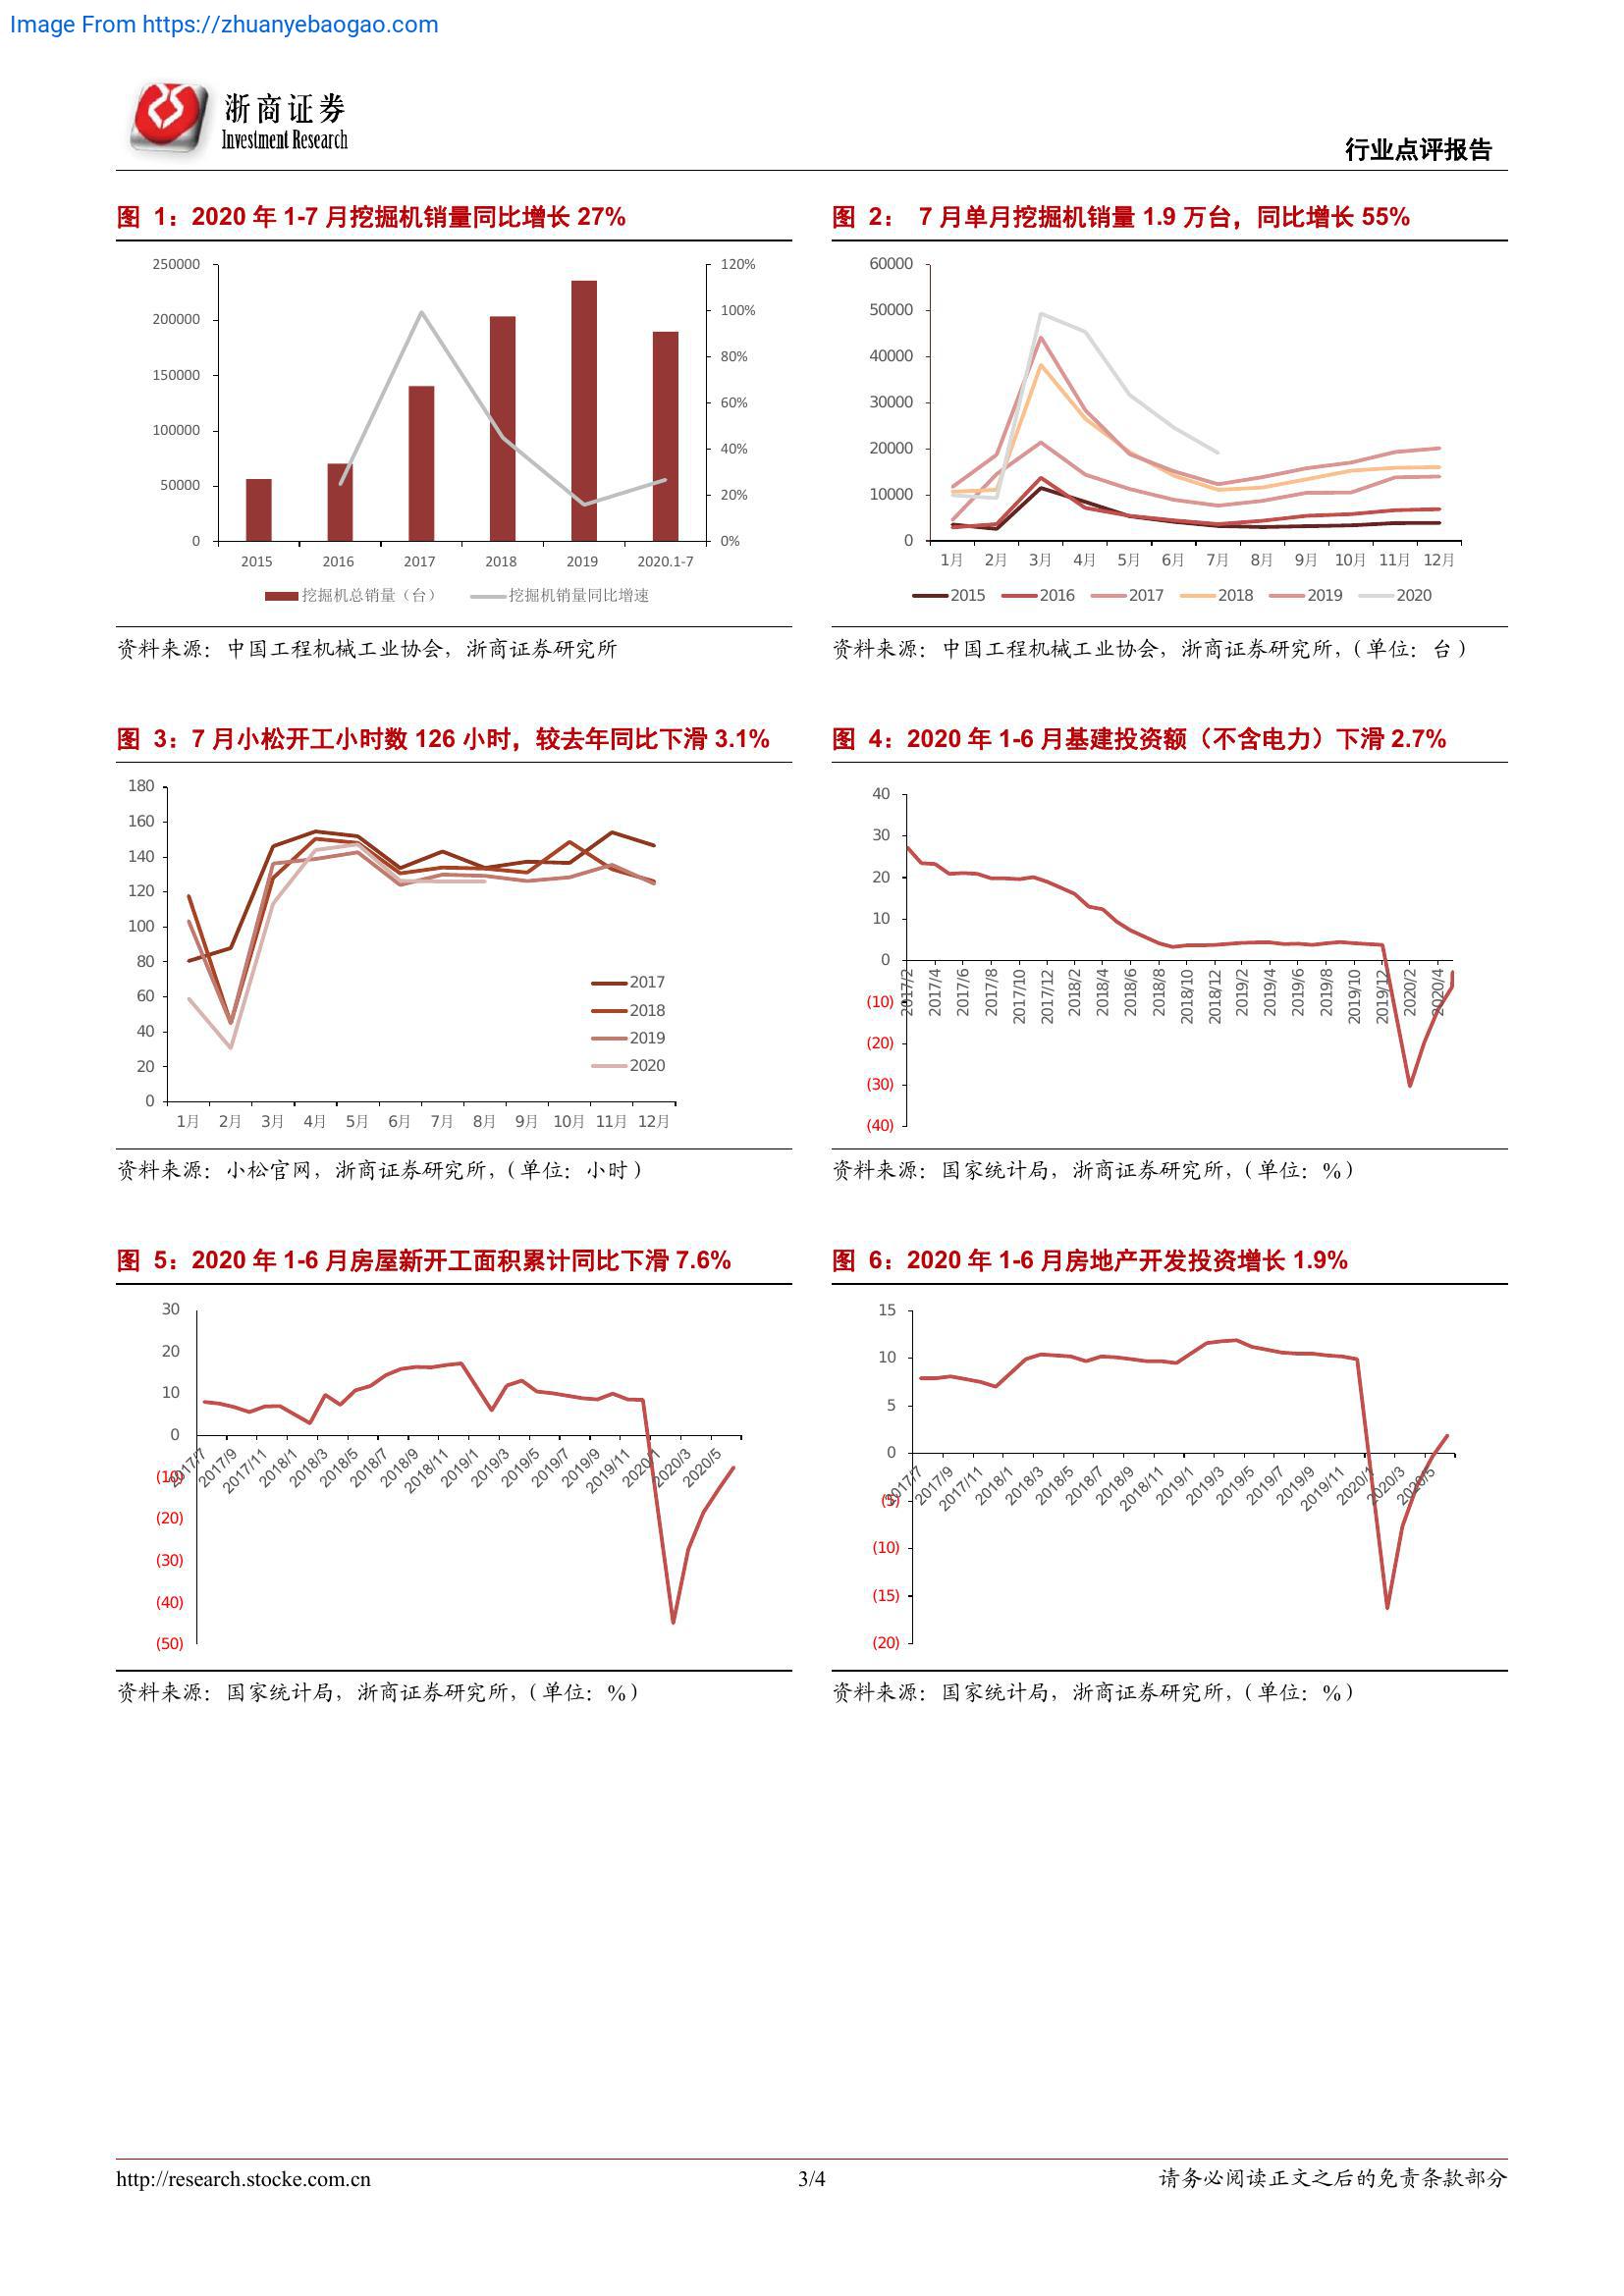 Image From https://zhuanyebaogao.com
浙商证券
Investment Research
行业点评报告
图 1：2020 年 1-7 月挖掘机销量同比增长 27%
250000
200000
150000
100000
50000
0
120%
100%
80%
60%
40%
20%
0%
2015 2016 2017 2018 2019 2020.1-7
挖掘机总销量（台） 挖掘机销量同比增速
资料来源：中国工程机械工业协会，浙商证券研究所
图 2： 7 月单月挖掘机销量 1.9 万台，同比增长 55%
60000
50000
40000
30000
20000
10000
0
1月 2月 3月 4月 5月 6月 7月 8月 9月 10月 11月 12月
2015 2016 2017 2018 2019 2020
资料来源：中国工程机械工业协会，浙商证券研究所，（单位：台）
图 3：7 月小松开工小时数 126 小时，较去年同比下滑 3.1%
180
160
140
120
100
80
60
40
20
0
2017
2018
2019
2020
1月 2月 3月 4月 5月 6月 7月 8月 9月 10月 11月 12月
资料来源：小松官网，浙商证券研究所，（单位：小时）
图 4：2020 年 1-6 月基建投资额（不含电力）下滑 2.7%
40
30
20
10
0
(10)
(20)
(30)
(40)
2017/2 2017/4 2017/6 2017/8 2017/10 2017/12 2018/2 2018/4 2018/6 2018/8 2018/10 2018/12 2019/2 2019/4 2019/6 2019/8 2019/10 2019/12 2020/2 2020/4
资料来源：国家统计局，浙商证券研究所，（单位：%）
图 5：2020 年 1-6 月房屋新开工面积累计同比下滑 7.6%
30
20
10
0
(10)
(20)
(30)
(40)
(50)
2017/7 2017/9 2017/11 2018/1 2018/3 2018/5 2018/7 2018/9 2018/11 2019/1 2019/3 2019/5 2019/7 2019/9 2019/11 2020/1 2020/3 2020/5
资料来源：国家统计局，浙商证券研究所，（单位：%）
图 6：2020 年 1-6 月房地产开发投资增长 1.9%
15
10
5
0
(5)
(10)
(15)
(20)
2017/7 2017/9 2017/11 2018/1 2018/3 2018/5 2018/7 2018/9 2018/11 2019/1 2019/3 2019/5 2019/7 2019/9 2019/11 2020/1 2020/3 2020/5
资料来源：国家统计局，浙商证券研究所，（单位：%）
http://research.stocke.com.cn
3/4
请务必阅读正文之后的免责条款部分